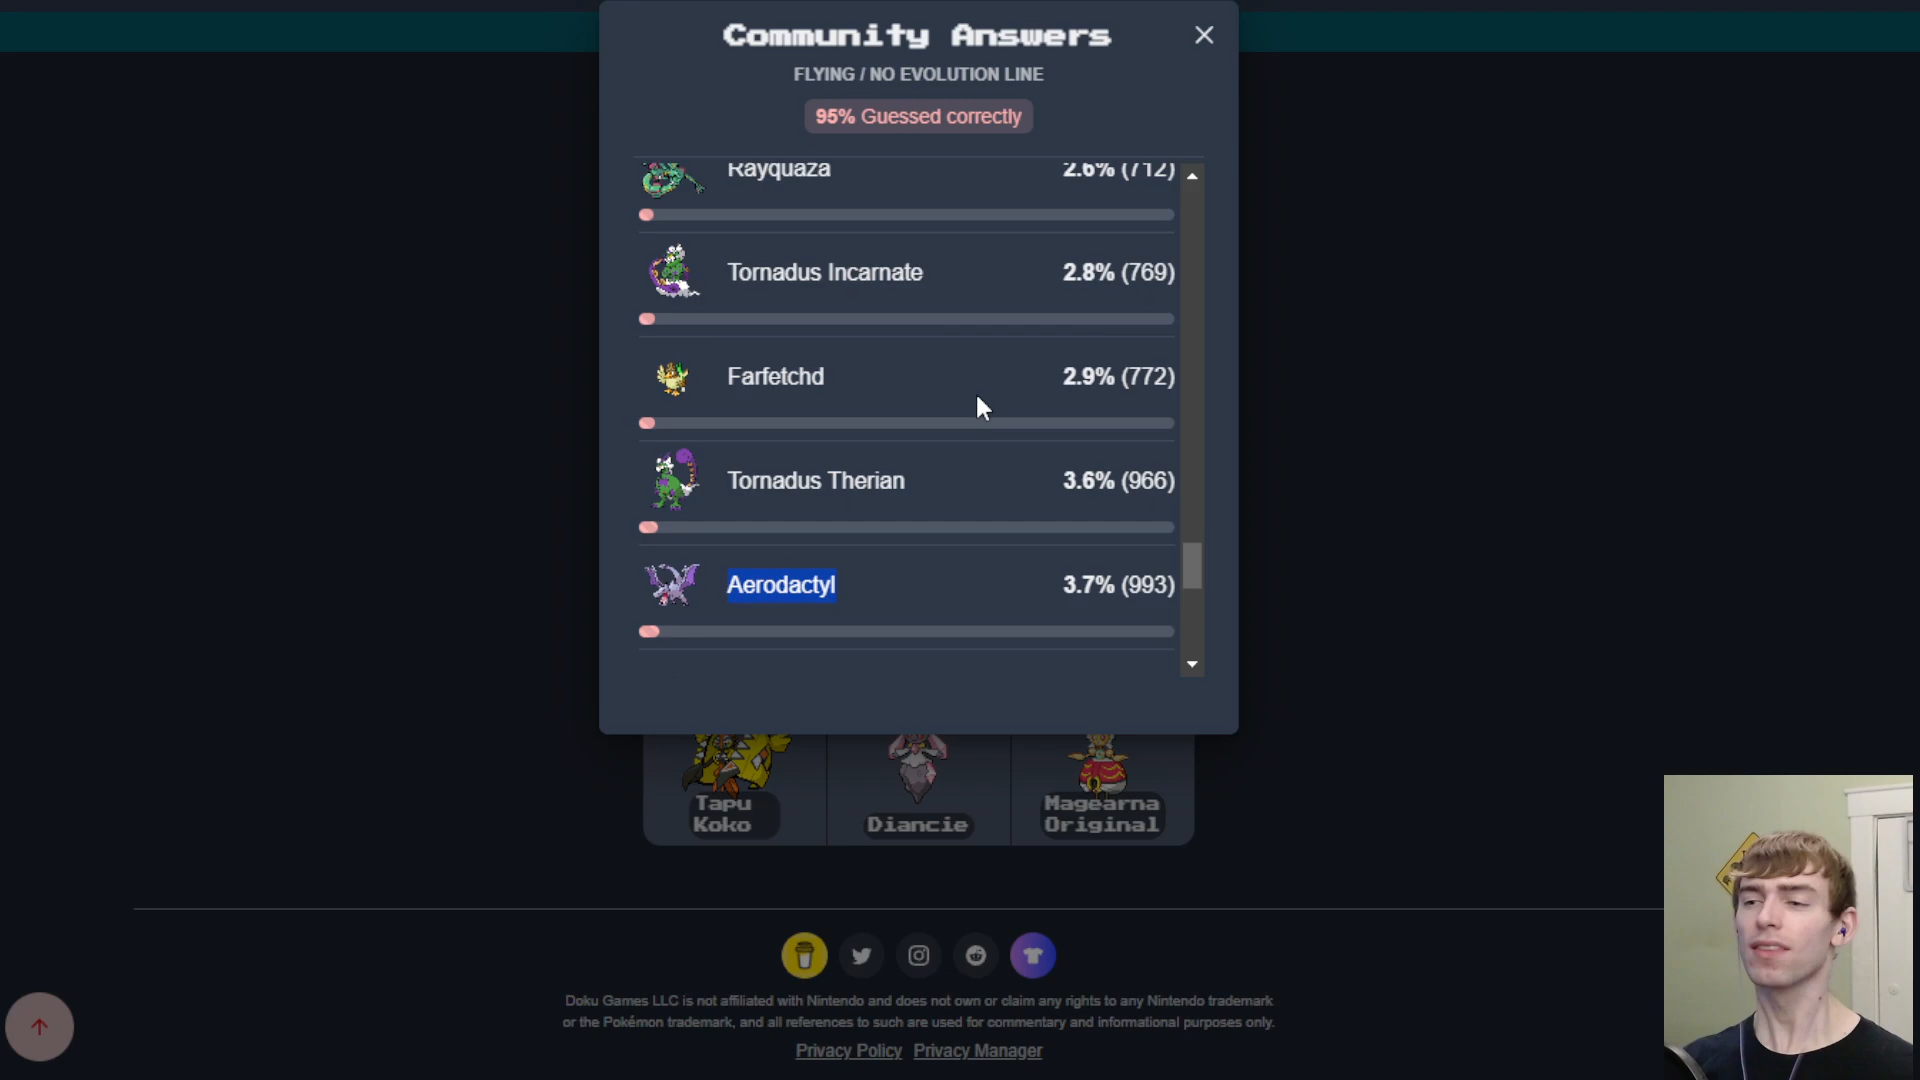 Community Answers
FLYING / NO EVOLUTION LINE
95% Guessed correctly
Rayquaza 2.6% (712)
Tornadus Incarnate 2.8% (769)
Farfetchd 2.9% (772)
Tornadus Therian 3.6% (966)
Aerodactyl 3.7% (993)
Tapu
Koko
Diancie
Magearna
Original
Doku Games LLC is not affiliated with Nintendo and does not own or claim any rights to any Nintendo trademark
or the Pokémon trademark, and all references to such are used for commentary and informational purposes only.
Privacy Policy Privacy Manager